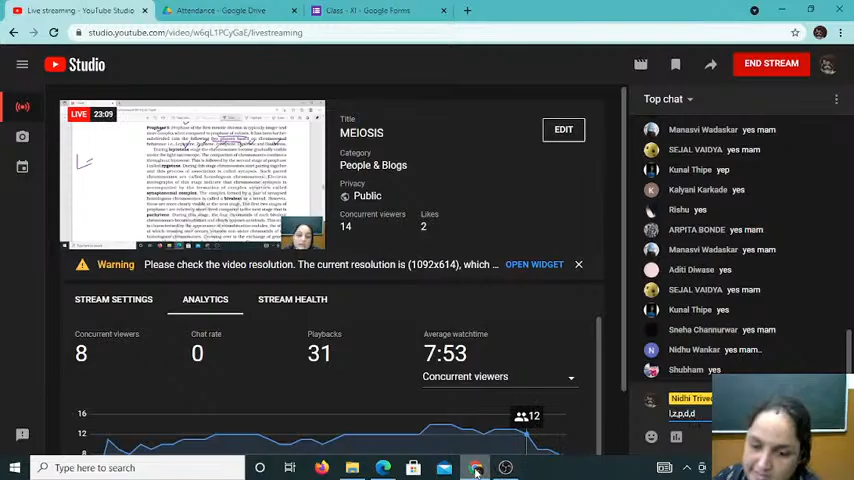 Live streaming - YouTube Studio
Attendance - Google Drive
Class - XI - Google Forms
studio.youtube.com/video/w6qL1PCyGaE/livestreaming
Studio
END STREAM
LIVE 23:09
Title
MEIOSIS
EDIT
Category
People & Blogs
Privacy
Public
Concurrent viewers
14
Likes
2
Warning Please check the video resolution. The current resolution is (1092x614), which ... OPEN WIDGET
STREAM SETTINGS
ANALYTICS
STREAM HEALTH
Concurrent viewers
8
Chat rate
0
Playbacks
31
Average watchtime
7:53
Concurrent viewers
16
12
8
12
Top chat
Manasvi Wadaskar yes mam
SEJAL VAIDYA yes mam
Kunal Thipe yep
Kalyani Karkade yes
Rishu yes
ARPITA BONDE yes
Manasvi Wadaskar yes mam
Aditi Diwase yes
SEJAL VAIDYA yes mam
Kunal Thipe yes
Sneha Channurwar yes mam
Nidhu Wankar yes mam..
Shubham yes
Nidhi Trived
l,z,p,d,d
Type here to search